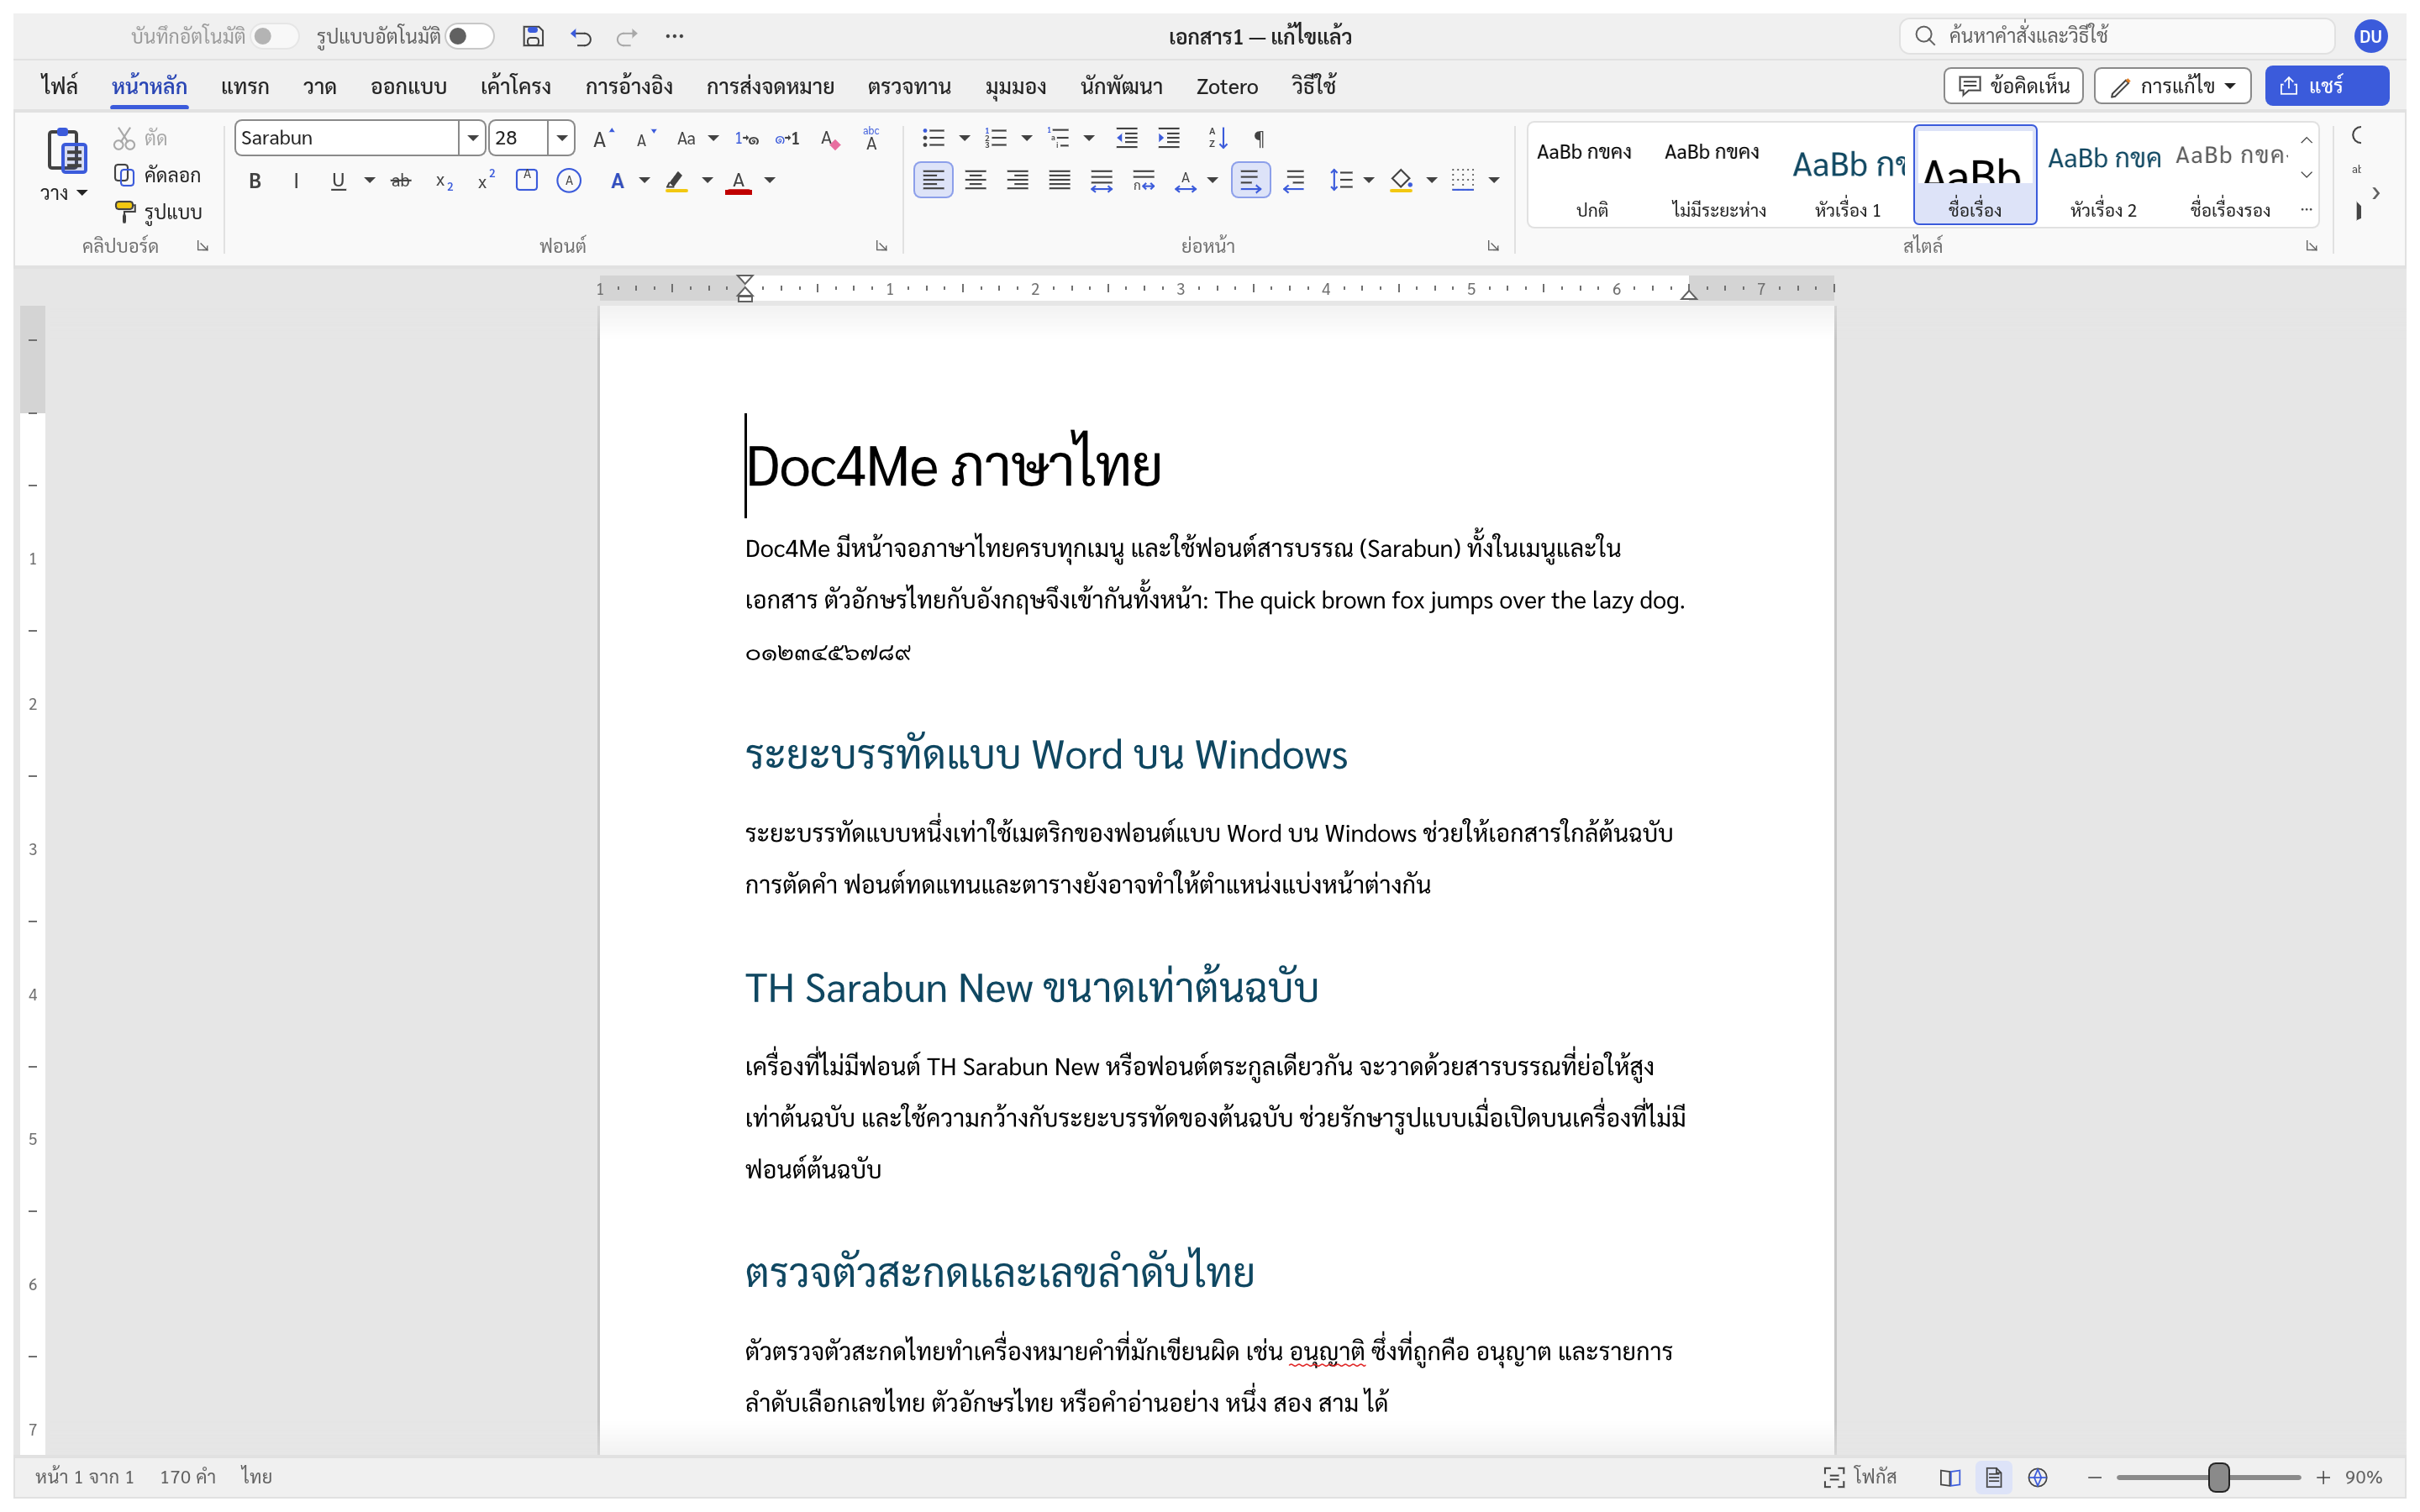 บันทึกอัตโนมัติ รูปแบบอัตโนมัติ เอกสาร1 — แก้ไขแล้ว ค้นหาคำสั่งและวิธีใช้ DU
ไฟล์ หน้าหลัก แทรก วาด ออกแบบ เค้าโครง การอ้างอิง การส่งจดหมาย ตรวจทาน มุมมอง นักพัฒนา Zotero วิธีใช้ ข้อคิดเห็น การแก้ไข แชร์
วาง ตัด คัดลอก รูปแบบ
คลิปบอร์ด
Sarabun 28
ฟอนต์
ย่อหน้า
AaBb กขคง AaBb กขคง AaBb กข AaBb AaBb กขค AaBb กขค
ปกติ ไม่มีระยะห่าง หัวเรื่อง 1 ชื่อเรื่อง หัวเรื่อง 2 ชื่อเรื่องรอง
สไตล์
1 1 2 3 4 5 6 7
Doc4Me ภาษาไทย
Doc4Me มีหน้าจอภาษาไทยครบทุกเมนู และใช้ฟอนต์สารบรรณ (Sarabun) ทั้งในเมนูและใน
เอกสาร ตัวอักษรไทยกับอังกฤษจึงเข้ากันทั้งหน้า: The quick brown fox jumps over the lazy dog.
๐๑๒๓๔๕๖๗๘๙
ระยะบรรทัดแบบ Word บน Windows
ระยะบรรทัดแบบหนึ่งเท่าใช้เมตริกของฟอนต์แบบ Word บน Windows ช่วยให้เอกสารใกล้ต้นฉบับ
การตัดคำ ฟอนต์ทดแทนและตารางยังอาจทำให้ตำแหน่งแบ่งหน้าต่างกัน
TH Sarabun New ขนาดเท่าต้นฉบับ
เครื่องที่ไม่มีฟอนต์ TH Sarabun New หรือฟอนต์ตระกูลเดียวกัน จะวาดด้วยสารบรรณที่ย่อให้สูง
เท่าต้นฉบับ และใช้ความกว้างกับระยะบรรทัดของต้นฉบับ ช่วยรักษารูปแบบเมื่อเปิดบนเครื่องที่ไม่มี
ฟอนต์ต้นฉบับ
ตรวจตัวสะกดและเลขลำดับไทย
ตัวตรวจตัวสะกดไทยทำเครื่องหมายคำที่มักเขียนผิด เช่น อนุญาติ ซึ่งที่ถูกคือ อนุญาต และรายการ
ลำดับเลือกเลขไทย ตัวอักษรไทย หรือคำอ่านอย่าง หนึ่ง สอง สาม ได้
1
2
3
4
5
6
7
หน้า 1 จาก 1 170 คำ ไทย โฟกัส 90%